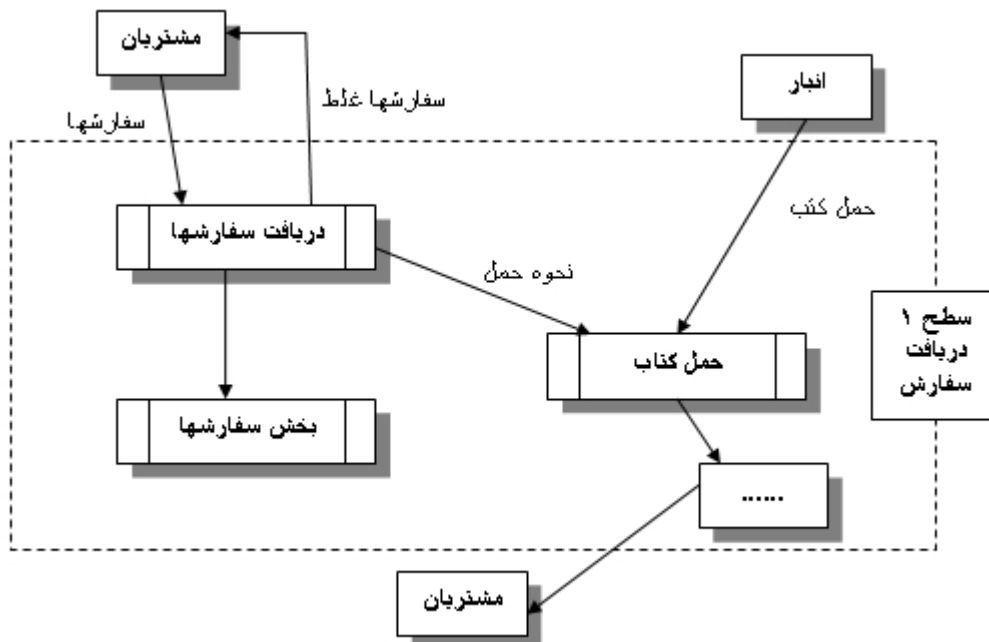 مشتریان
انبار
سفارشها غلط
سفارشها
حمل کتب
دریافت سفارشها
نحوه حمل
سطح ۱
دریافت
سفارش
حمل کتاب
بخش سفارشها
......
مشتریان